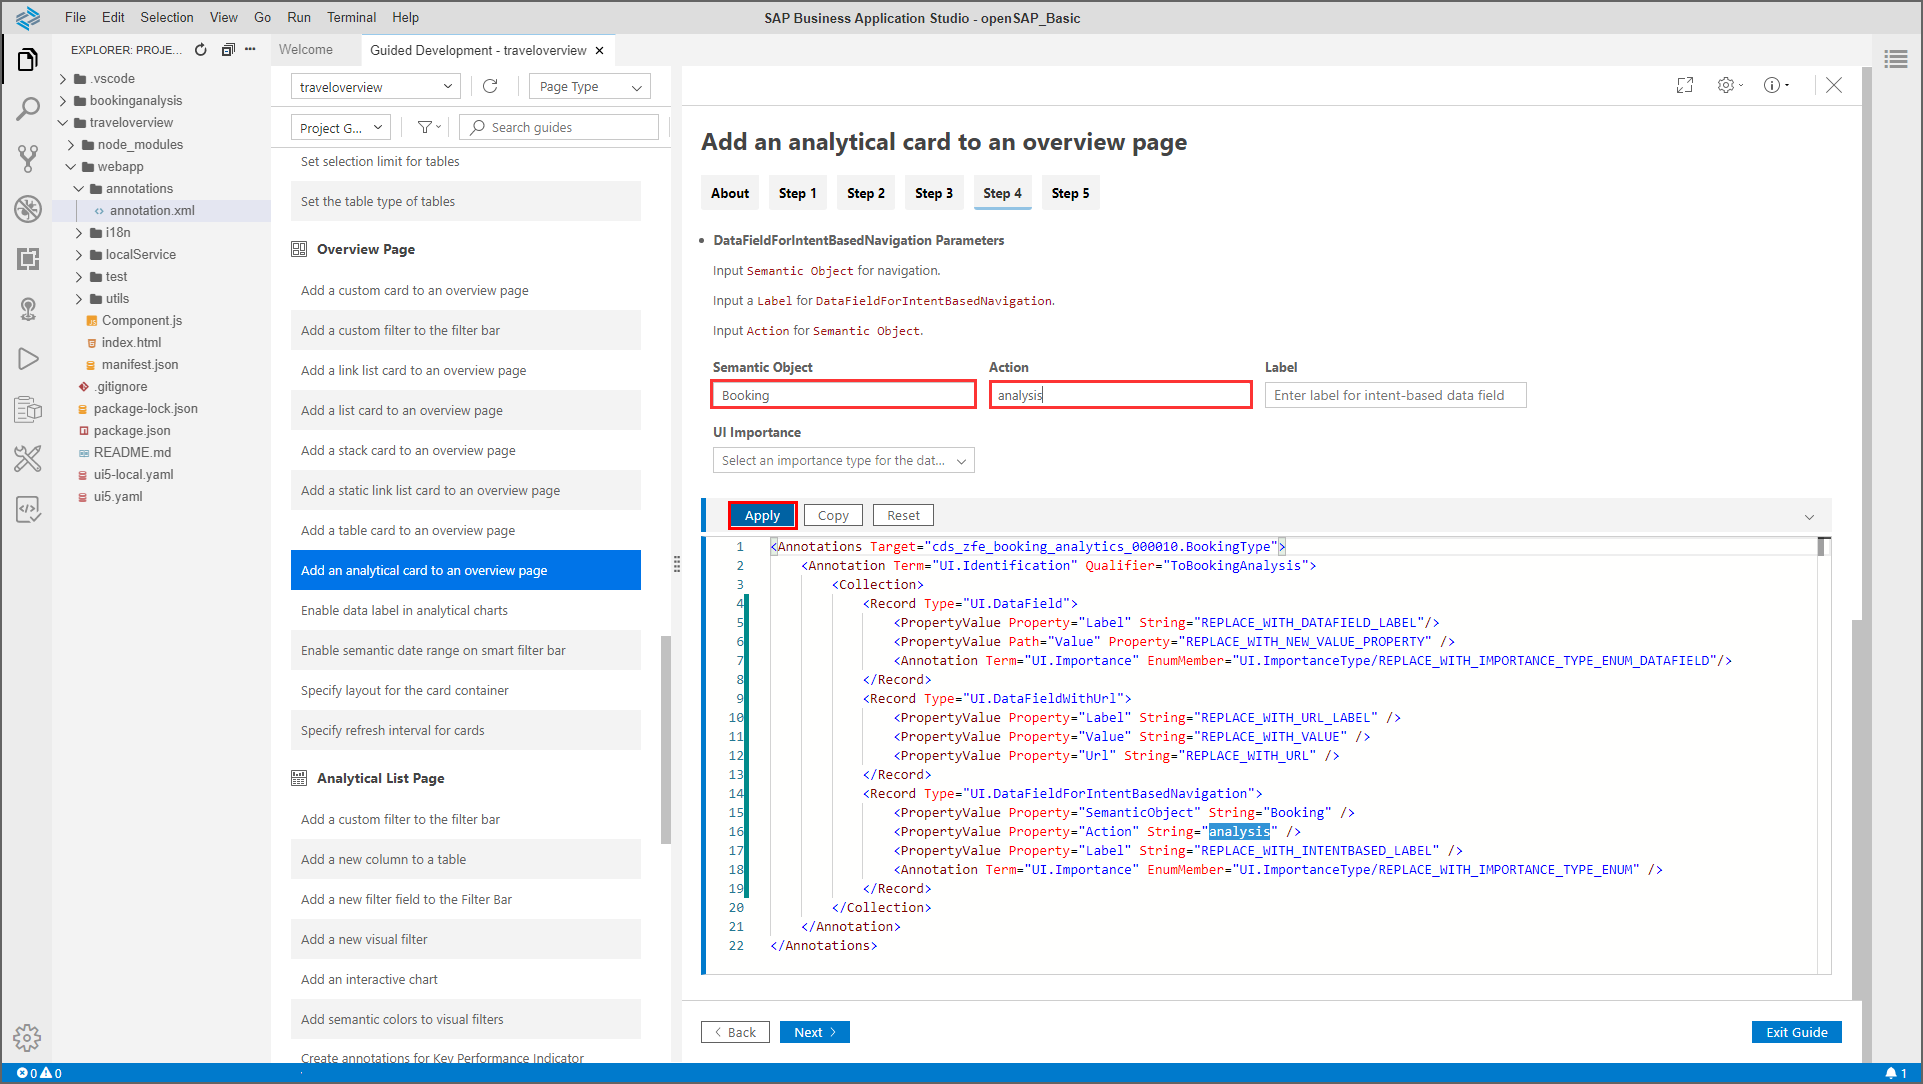 File Edit Selection View Go Run Terminal Help
SAP Business Application Studio - openSAP_Basic
EXPLORER: PROJE...
.vscode
bookinganalysis
traveloverview
node_modules
webapp
annotations
annotation.xml
i18n
localService
test
utils
Component.js
index.html
manifest.json
.gitignore
package-lock.json
package.json
README.md
ui5-local.yaml
ui5.yaml
Welcome
Guided Development - traveloverview
traveloverview
Page Type
Project G...
Search guides
Set selection limit for tables
Set the table type of tables
Overview Page
Add a custom card to an overview page
Add a custom filter to the filter bar
Add a link list card to an overview page
Add a list card to an overview page
Add a stack card to an overview page
Add a static link list card to an overview page
Add a table card to an overview page
Add an analytical card to an overview page
Enable data label in analytical charts
Enable semantic date range on smart filter bar
Specify layout for the card container
Specify refresh interval for cards
Analytical List Page
Add a custom filter to the filter bar
Add a new column to a table
Add a new filter field to the Filter Bar
Add a new visual filter
Add an interactive chart
Add semantic colors to visual filters
Create annotations for Key Performance Indicator
Add an analytical card to an overview page
About Step 1 Step 2 Step 3 Step 4 Step 5
• DataFieldForIntentBasedNavigation Parameters
Input Semantic Object for navigation.
Input a Label for DataFieldForIntentBasedNavigation.
Input Action for Semantic Object.
Semantic Object Action Label
Booking analysis Enter label for intent-based data field
UI Importance
Select an importance type for the dat...
Apply Copy Reset
1 <Annotations Target="cds_zfe_booking_analytics_000010.BookingType">
2 <Annotation Term="UI.Identification" Qualifier="ToBookingAnalysis">
3 <Collection>
4 <Record Type="UI.DataField">
5 <PropertyValue Property="Label" String="REPLACE_WITH_DATAFIELD_LABEL"/>
6 <PropertyValue Path="Value" Property="REPLACE_WITH_NEW_VALUE_PROPERTY" />
7 <Annotation Term="UI.Importance" EnumMember="UI.ImportanceType/REPLACE_WITH_IMPORTANCE_TYPE_ENUM_DATAFIELD"/>
8 </Record>
9 <Record Type="UI.DataFieldWithUrl">
10 <PropertyValue Property="Label" String="REPLACE_WITH_URL_LABEL" />
11 <PropertyValue Property="Value" String="REPLACE_WITH_VALUE" />
12 <PropertyValue Property="Url" String="REPLACE_WITH_URL" />
13 </Record>
14 <Record Type="UI.DataFieldForIntentBasedNavigation">
15 <PropertyValue Property="SemanticObject" String="Booking" />
16 <PropertyValue Property="Action" String="analysis" />
17 <PropertyValue Property="Label" String="REPLACE_WITH_INTENTBASED_LABEL" />
18 <Annotation Term="UI.Importance" EnumMember="UI.ImportanceType/REPLACE_WITH_IMPORTANCE_TYPE_ENUM" />
19 </Record>
20 </Collection>
21 </Annotation>
22 </Annotations>
Back Next Exit Guide
0 0 1